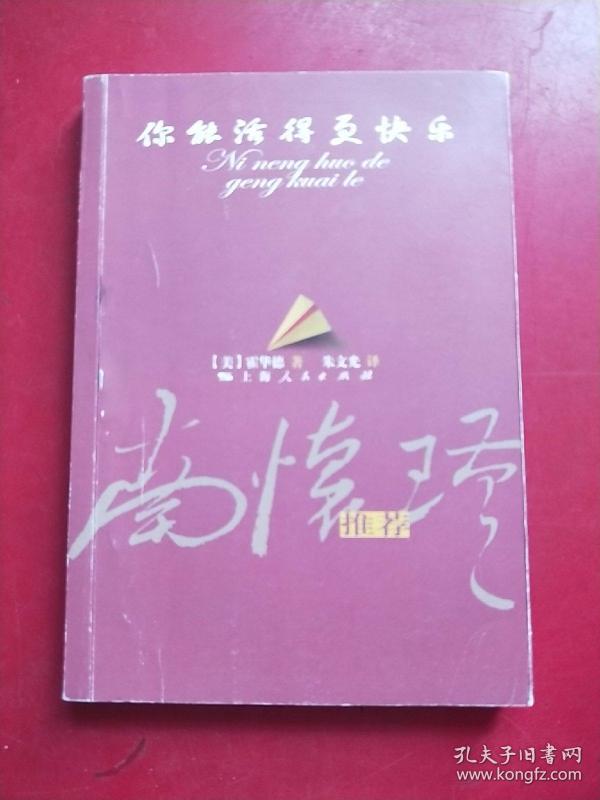 你能活得更快乐
Ni neng huo de
geng kuai le
【美】霍华德 著 朱文光 译
上海人民出版社
南懷瑾
推荐
孔夫子旧书网
www.kongfz.com